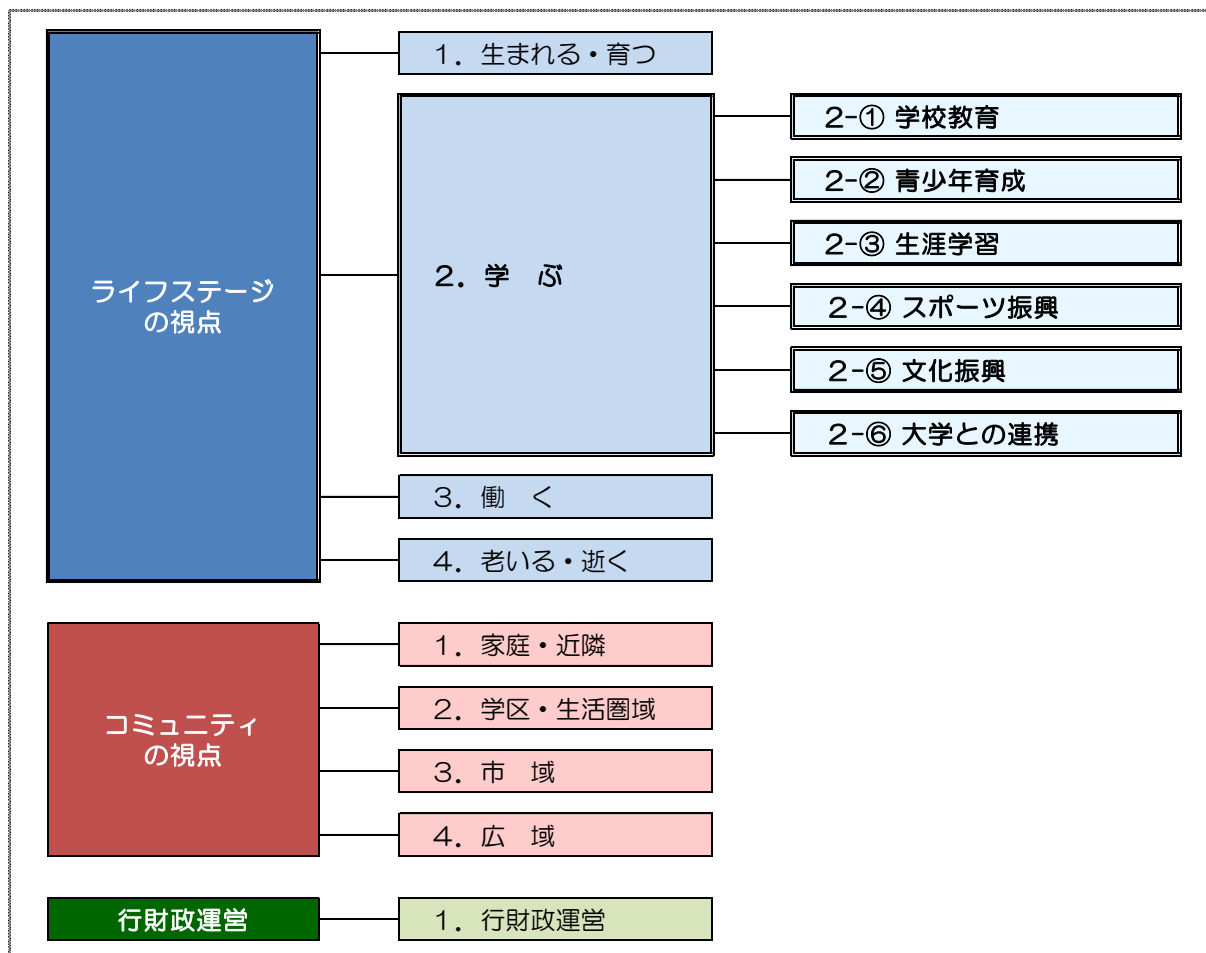 ライフステージ
の視点
1．生まれる・育つ
2．学　ぶ
2-① 学校教育
2-② 青少年育成
2-③ 生涯学習
2-④ スポーツ振興
2-⑤ 文化振興
2-⑥ 大学との連携
3．働　く
4．老いる・逝く
コミュニティ
の視点
1．家庭・近隣
2．学区・生活圏域
3．市　域
4．広　域
行財政運営
1．行財政運営